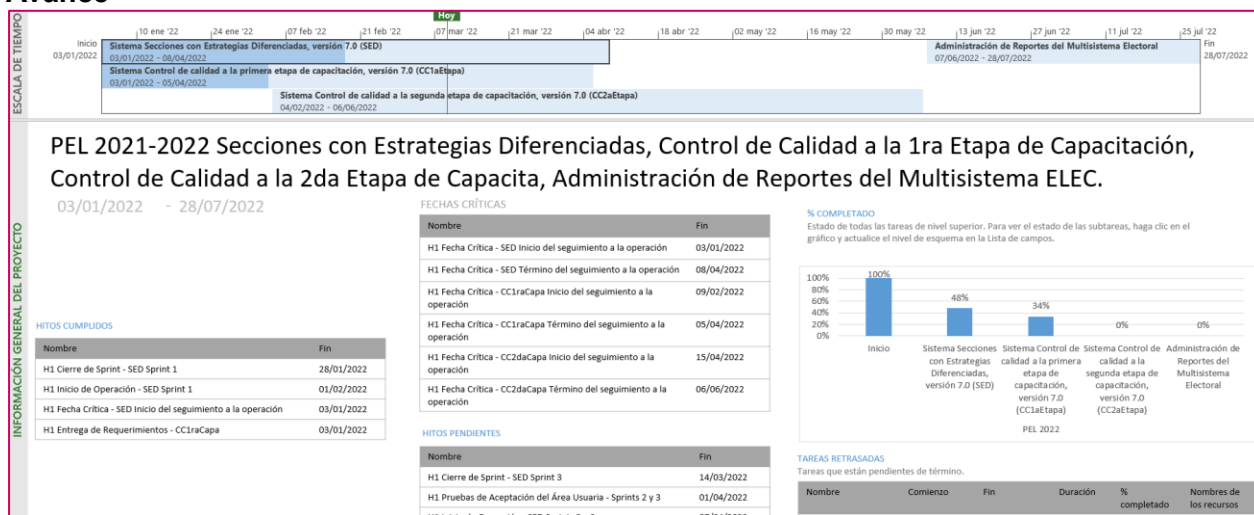 Avance
Hoy
10 ene '22 24 ene '22 07 feb '22 21 feb '22 07 mar '22 21 mar '22 04 abr '22 18 abr '22 02 may '22 16 may '22 30 may '22 13 jun '22 27 jun '22 11 jul '22 25 jul '22
ESCALA DE TIEMPO
Inicio
03/01/2022
Sistema Secciones con Estrategias Diferenciadas, versión 7.0 (SED)
03/01/2022 - 08/04/2022
Administración de Reportes del Multisistema Electoral
07/06/2022 - 28/07/2022
Fin
28/07/2022
Sistema Control de calidad a la primera etapa de capacitación, versión 7.0 (CC1aEtapa)
03/01/2022 - 05/04/2022
Sistema Control de calidad a la segunda etapa de capacitación, versión 7.0 (CC2aEtapa)
04/02/2022 - 06/06/2022
INFORMACIÓN GENERAL DEL PROYECTO
PEL 2021-2022 Secciones con Estrategias Diferenciadas, Control de Calidad a la 1ra Etapa de Capacitación,
Control de Calidad a la 2da Etapa de Capacita, Administración de Reportes del Multisistema ELEC.
03/01/2022 - 28/07/2022
HITOS CUMPLIDOS
Nombre Fin
H1 Cierre de Sprint - SED Sprint 1 28/01/2022
H1 Inicio de Operación - SED Sprint 1 01/02/2022
H1 Fecha Crítica - SED Inicio del seguimiento a la operación 03/01/2022
H1 Entrega de Requerimientos - CC1raCapa 03/01/2022
FECHAS CRÍTICAS
Nombre Fin
H1 Fecha Crítica - SED Inicio del seguimiento a la operación 03/01/2022
H1 Fecha Crítica - SED Término del seguimiento a la operación 08/04/2022
H1 Fecha Crítica - CC1raCapa Inicio del seguimiento a la 09/02/2022
operación
H1 Fecha Crítica - CC1raCapa Término del seguimiento a la 05/04/2022
operación
H1 Fecha Crítica - CC2daCapa Inicio del seguimiento a la 15/04/2022
operación
H1 Fecha Crítica - CC2daCapa Término del seguimiento a la 06/06/2022
operación
HITOS PENDIENTES
Nombre Fin
H1 Cierre de Sprint - SED Sprint 3 14/03/2022
H1 Pruebas de Aceptación del Área Usuaria - Sprints 2 y 3 01/04/2022
% COMPLETADO
Estado de todas las tareas de nivel superior. Para ver el estado de las subtareas, haga clic en el
gráfico y actualice el nivel de esquema en la Lista de campos.
100%
80%
60%
40%
20%
0%
100% 48% 34% 0% 0%
Inicio
Sistema Secciones
con Estrategias
Diferenciadas,
versión 7.0 (SED)
Sistema Control de
calidad a la primera
etapa de
capacitación,
versión 7.0
(CC1aEtapa)
Sistema Control de
calidad a la
segunda etapa de
capacitación,
versión 7.0
(CC2aEtapa)
Administración de
Reportes del
Multisistema
Electoral
PEL 2022
TAREAS RETRASADAS
Tareas que están pendientes de término.
Nombre Comienzo Fin Duración % completado Nombres de los recursos